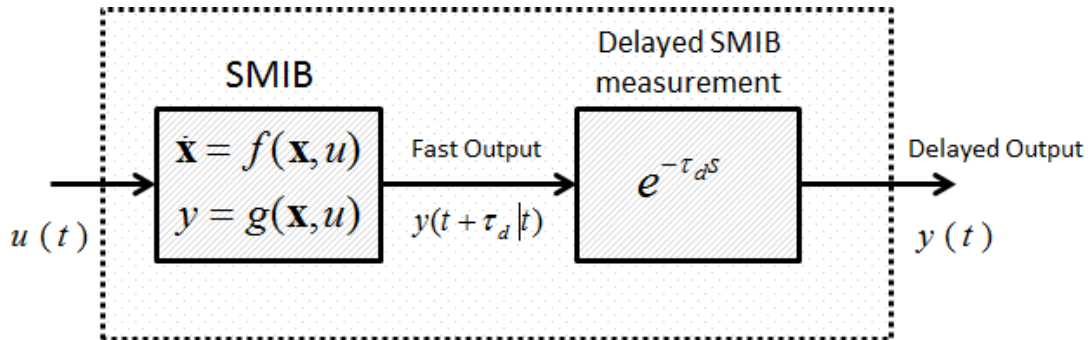 SMIB
Delayed SMIB
measurement
ẋ = f(x,u)
y = g(x,u)
Fast Output
y(t + τ_d|t)
e^{-τ_d s}
Delayed Output
u(t)
y(t)